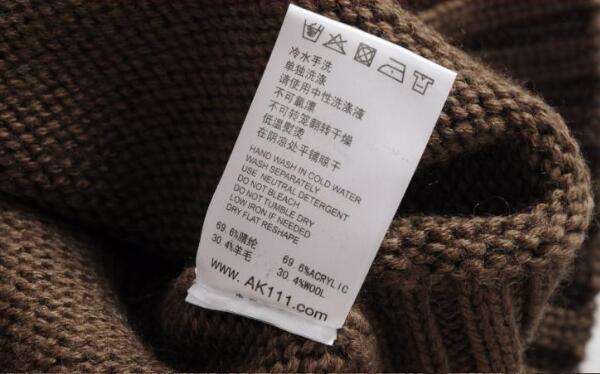 冷水手洗
单独洗涤
请使用中性洗涤液
不可氯漂
不可转笼翻转干燥
低温熨烫
在阴凉处平铺晾干
HAND WASH IN COLD WATER
WASH SEPARATELY
USE NEUTRAL DETERGENT
DO NOT BLEACH
DO NOT TUMBLE DRY
LOW IRON IF NEEDED
DRY FLAT RESHAPE
69.6%腈纶 69.6%ACRYLIC
30.4%羊毛 30.4%WOOL
www.AK111.com